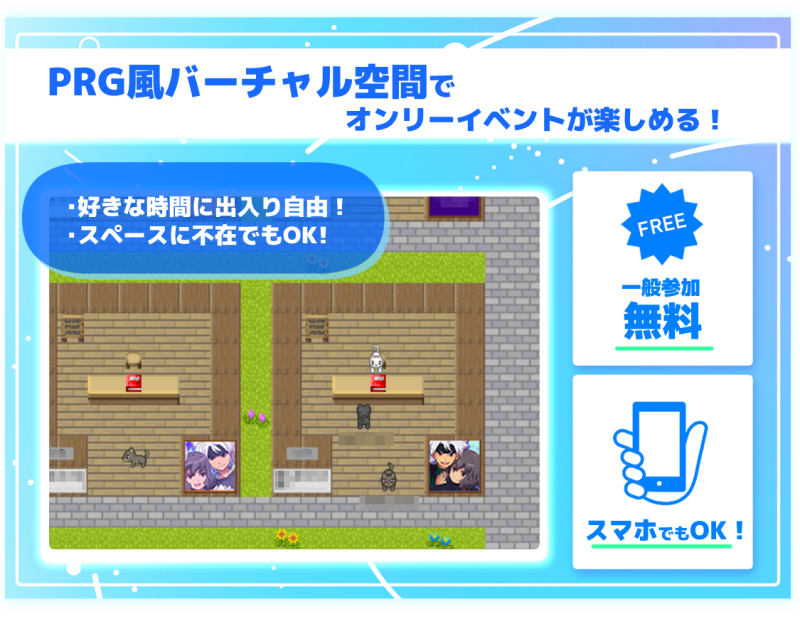 PRG風バーチャル空間で
オンリーイベントが楽しめる！
・好きな時間に出入り自由！
・スペースに不在でもOK!
FREE
一般参加
無料
スマホでもOK！